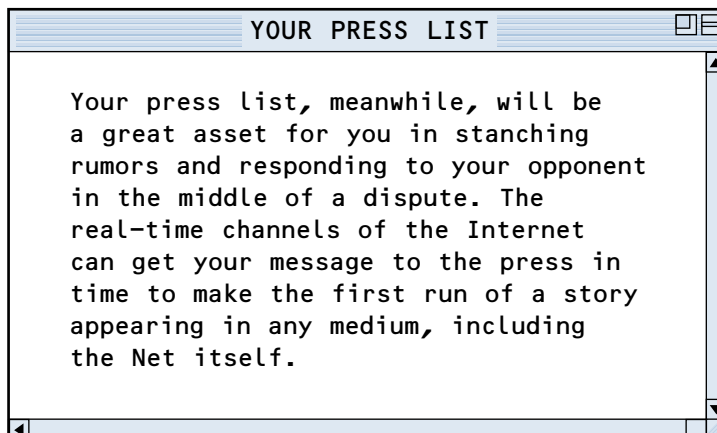 YOUR PRESS LIST
Your press list, meanwhile, will be
a great asset for you in stanching
rumors and responding to your opponent
in the middle of a dispute. The
real-time channels of the Internet
can get your message to the press in
time to make the first run of a story
appearing in any medium, including
the Net itself.